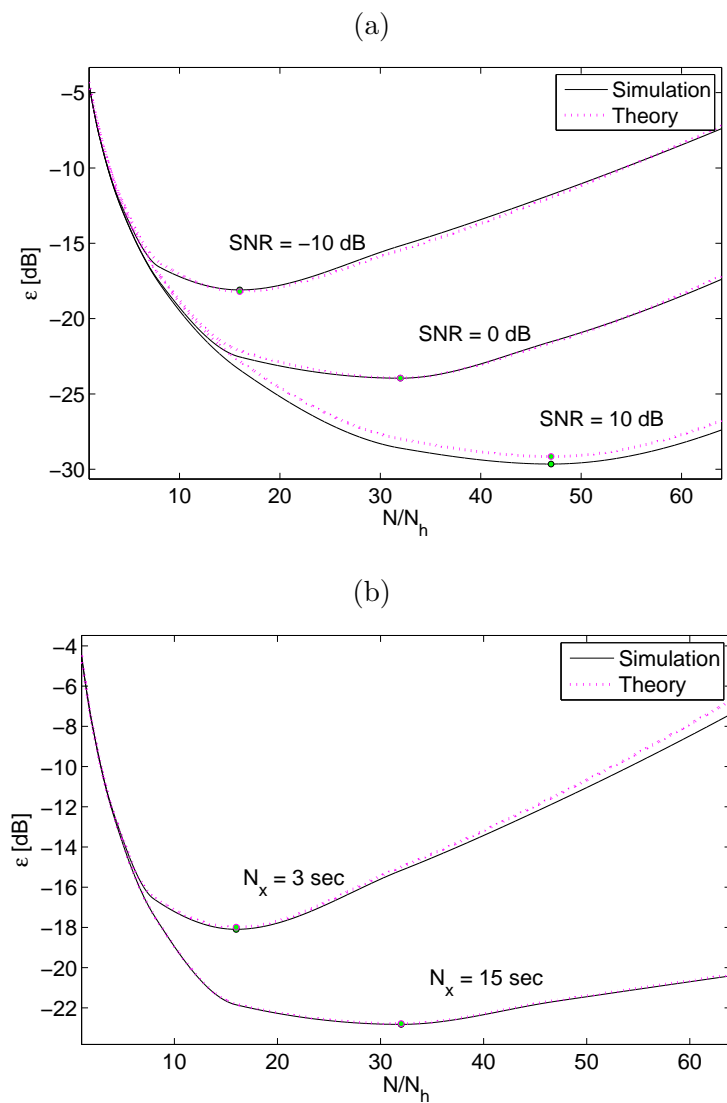 (a)
−5
−10
−15
−20
−25
−30
ε [dB]
Simulation
Theory
SNR = −10 dB
SNR = 0 dB
SNR = 10 dB
10 20 30 40 50 60
N/N_h
(b)
−4
−6
−8
−10
−12
−14
−16
−18
−20
−22
ε [dB]
Simulation
Theory
N_x = 3 sec
N_x = 15 sec
10 20 30 40 50 60
N/N_h